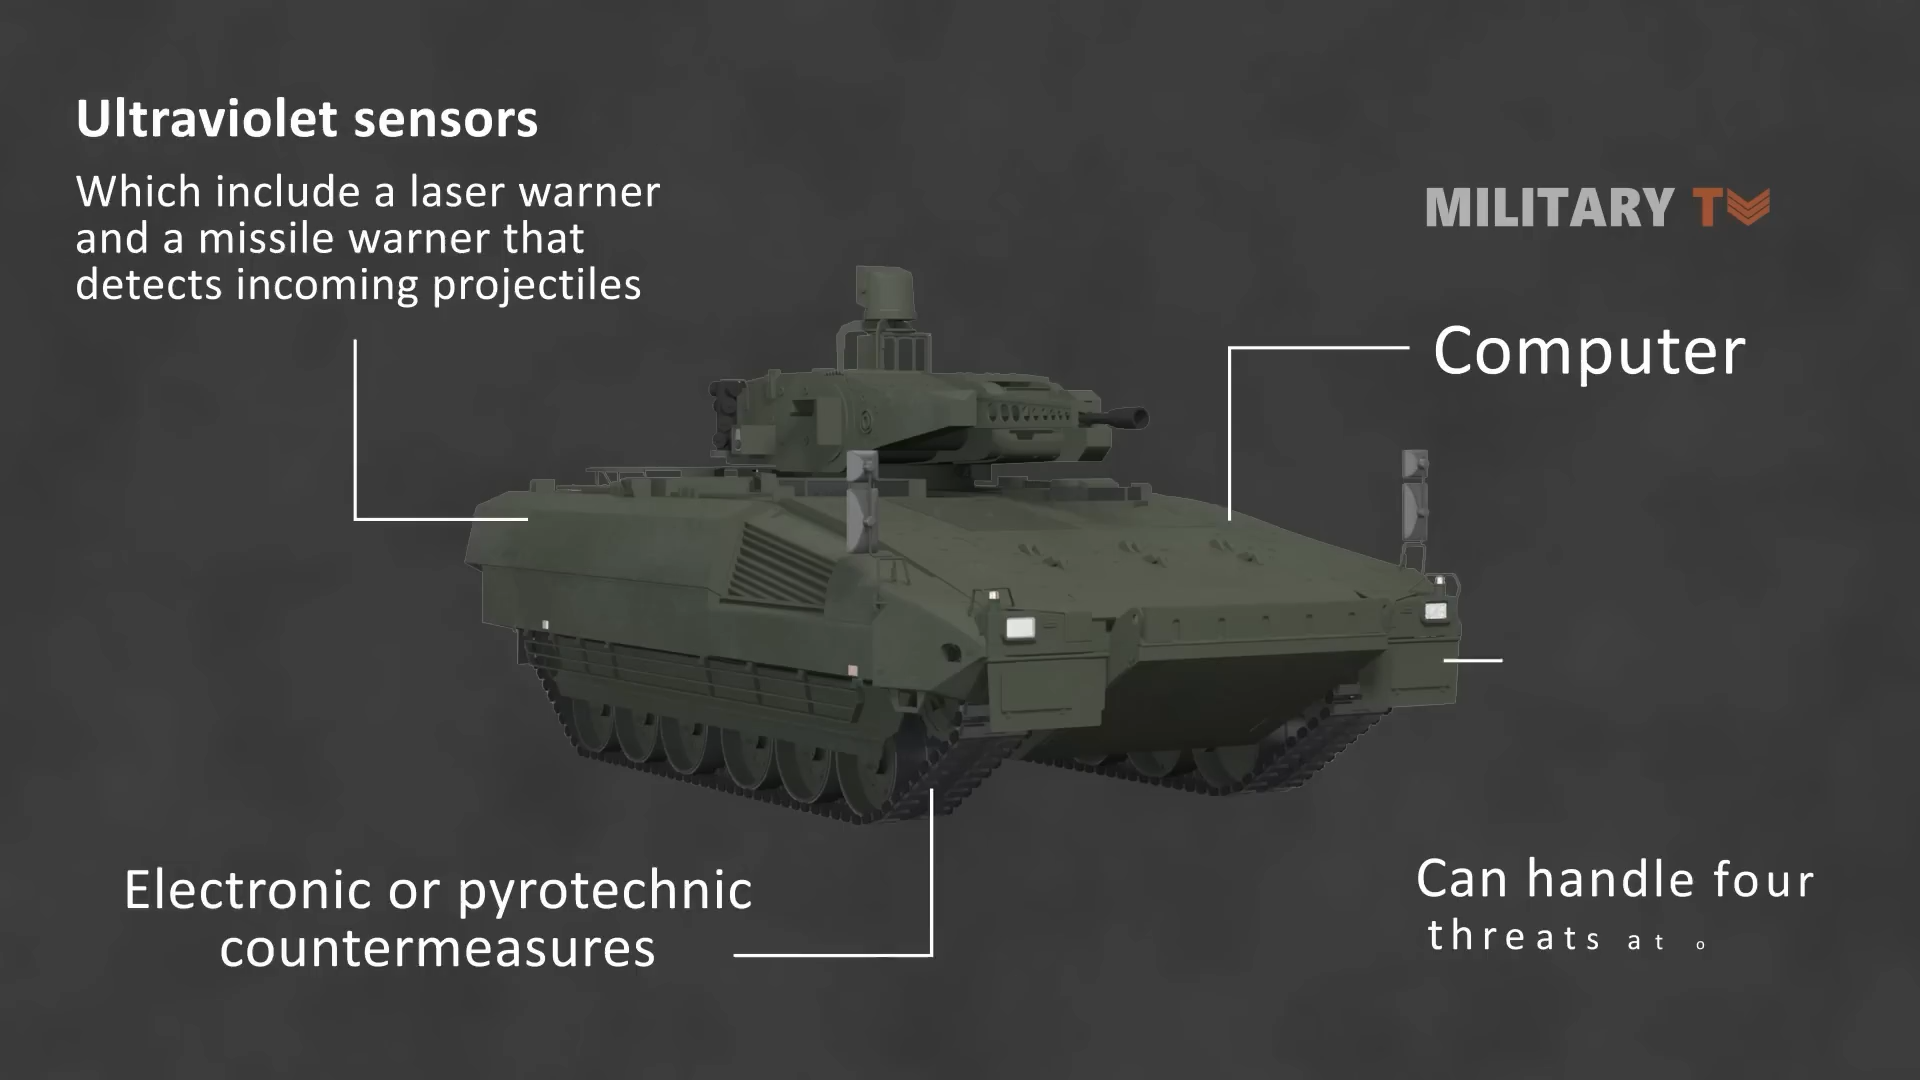 Ultraviolet sensors
Which include a laser warner
and a missile warner that
detects incoming projectiles
MILITARY TV
Computer
Electronic or pyrotechnic
countermeasures
Can handle four
threats at o